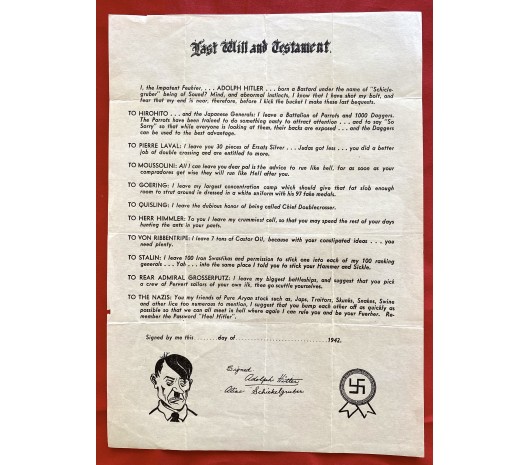 Last Will and Testament.
I, the Impatent Feuhier, . . . ADOLPH HITLER . . . born a Bastard under the name of "Schickle-
gruber" being of Sound? Mind, and abnormal instincts, I know that I have shot my bolt, and
fear that my end is near, therefore, before I kick the bucket I make these last bequests.
TO HIROHITO . . . and the Japanese Generals: I leave a Battalion of Parrots and 1000 Daggers.
The Parrots have been trained to do something easty to attract attention . . . and to say "So
Sorry" so that while everyone is looking at them, their backs are exposed . . . and the Daggers
can be used to the best advantage.
TO PIERRE LAVAL: I leave you 30 pieces of Ersats Silver . . . Judas got less . . . you did a better
job of double crossing and are entitled to more.
TO MOUSSOLINI: All I can leave you dear pal is the advice to run like hell, for as soon as your
compradores get wise they will run like Hell after you.
TO GOERING: I leave my largest concentration camp which should give that fat slob enough
room to strut around in dressed in a white uniform with his 97 fake medals.
TO QUISLING: I leave the dubious honor of being called Chief Doublecrosser.
TO HERR HIMMLER: To you I leave my crummiest cell, so that you may spend the rest of your days
hunting the ants in your pants.
TO VON RIBBENTRIPE: I leave 7 tons of Castor Oil, because with your constipated ideas . . . you
need plenty.
TO STALIN: I leave 100 Iron Swastikas and permission to stick one into each of my 100 ranking
generals . . . Yah . . . into the same place I told you to stick your Hammer and Sickle.
TO REAR ADMIRAL GROSSERPUTZ: I leave my biggest battleships, and suggest that you pick
a crew of Pervert sailors of your own ilk, then go scuttle yourselves.
TO THE NAZIS: You my friends of Pure Aryan stock such as, Japs, Traitors, Skunks, Snakes, Swine
and other lice too numerous to mention, I suggest that you bump each other off as quickly as
possible so that we can all meet in hell where again I can rule you and be your Fuerher. Re-
member the Password "Heel Hitler".
Signed by me this . . . . . . day of . . . . . . . . . . . . . . . . . . . . . . . . . . . . . . 1942.
Signed
Adolph Hitler
Alias Schickelgruber